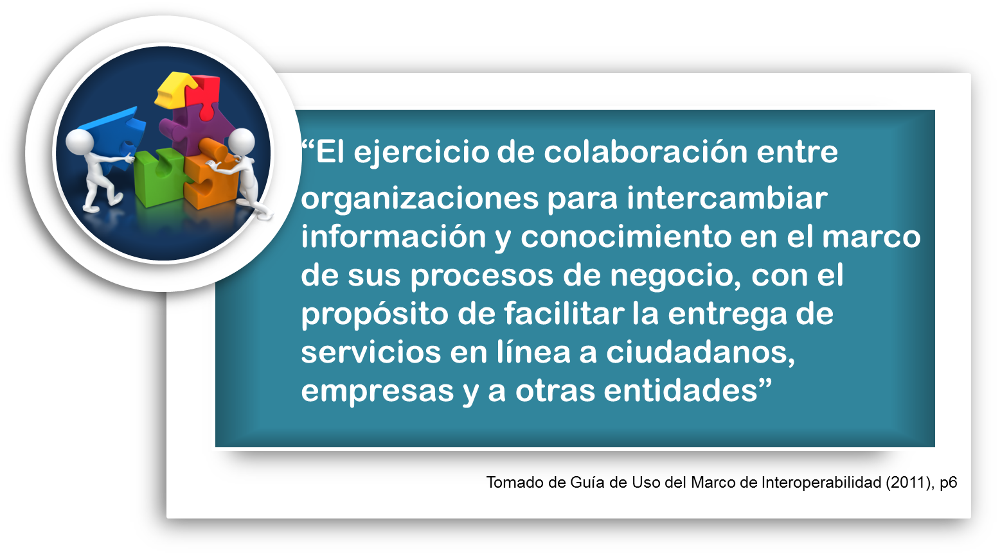 “El ejercicio de colaboración entre
organizaciones para intercambiar
información y conocimiento en el marco
de sus procesos de negocio, con el
propósito de facilitar la entrega de
servicios en línea a ciudadanos,
empresas y a otras entidades”
Tomado de Guía de Uso del Marco de Interoperabilidad (2011), p6